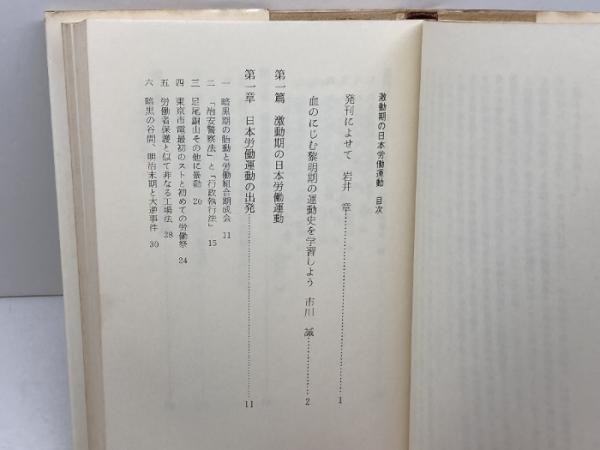 激動期の日本労働運動 目次
発刊によせて 岩井 章 1
血のにじむ黎明期の運動史を学習しよう 市川 誠 2
第一篇 激動期の日本労働運動
第一章 日本労働運動の出発 11
一 暗黒期の胎動と労働組合期成会 11
二 「治安警察法」と「行政執行法」 15
三 足尾銅山その他に暴動 20
四 東京市電最初のストと初めての労働祭 24
五 労働者保護と似て非なる工場法 28
六 暗黒の谷間、明治末期と大逆事件 30